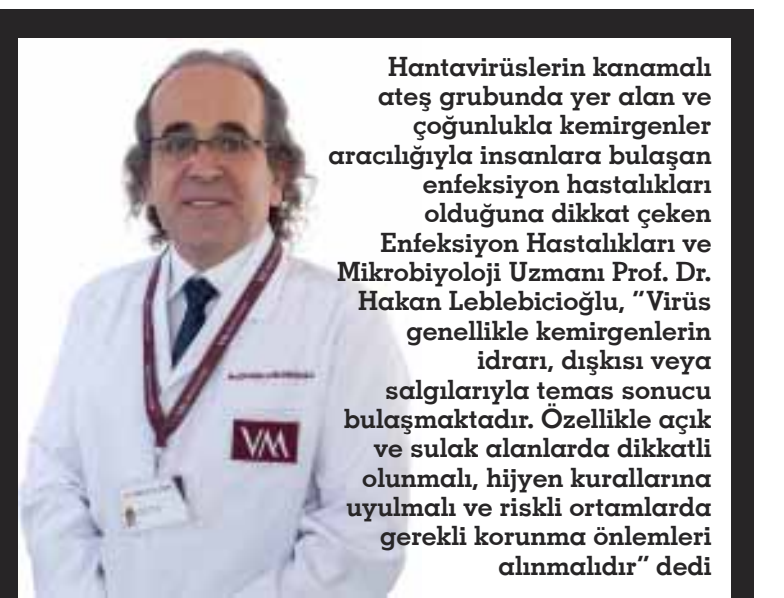 Hantavirüslerin kanamalı
ateş grubunda yer alan ve
çoğunlukla kemirgenler
aracılığıyla insanlara bulaşan
enfeksiyon hastalıkları
olduğuna dikkat çeken
Enfeksiyon Hastalıkları ve
Mikrobiyoloji Uzmanı Prof. Dr.
Hakan Leblebicioğlu, ”Virüs
genellikle kemirgenlerin
idrarı, dışkısı veya
salgılarıyla temas sonucu
bulaşmaktadır. Özellikle açık
ve sulak alanlarda dikkatli
olunmalı, hijyen kurallarına
uyulmalı ve riskli ortamlarda
gerekli korunma önlemleri
alınmalıdır” dedi
VM